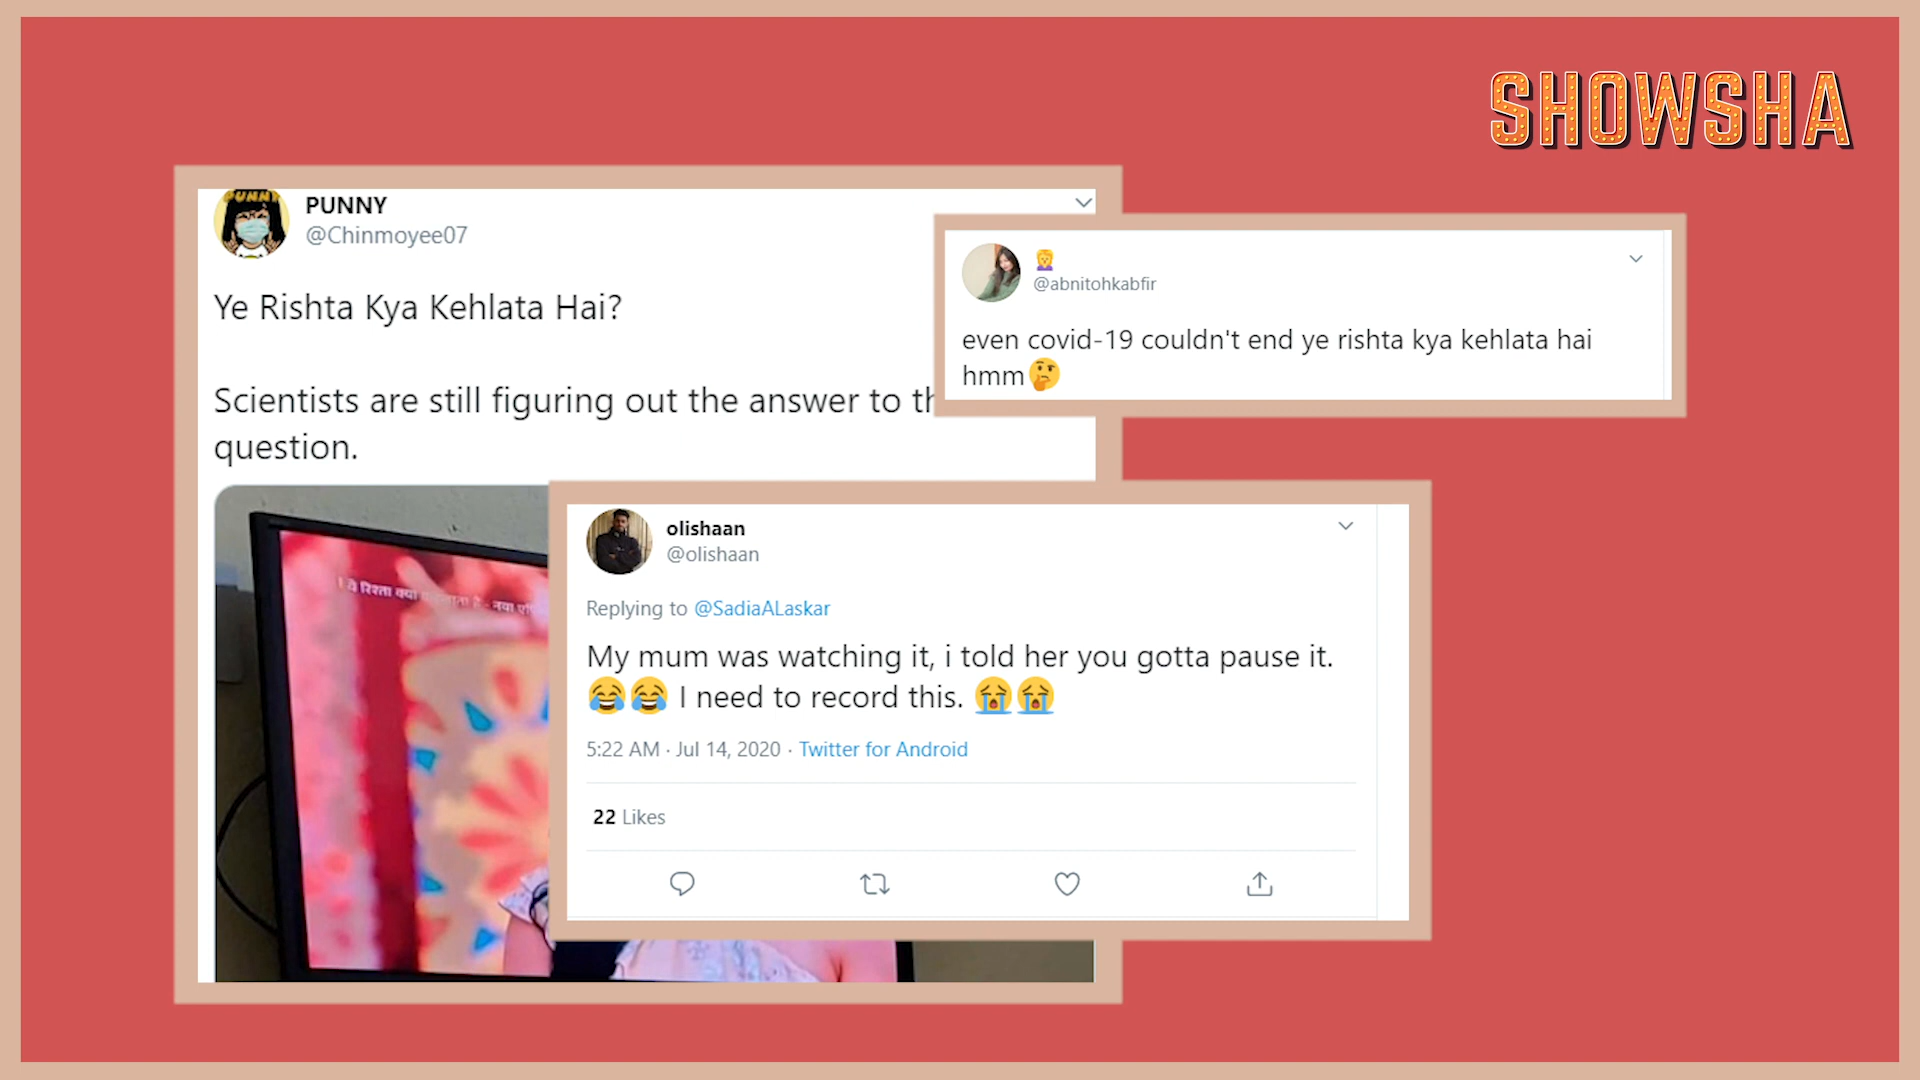 SHOWSHA
PUNNY
PUNNY
@Chinmoyee07
Ye Rishta Kya Kehlata Hai?
Scientists are still figuring out the answer to
question.
ये रिश्ता क्या है - नया
@abnitohkabfir
even covid-19 couldn't end ye rishta kya kehlata hai
hmm🤔
olishaan
@olishaan
Replying to @SadiaALaskar
My mum was watching it, i told her you gotta pause it.
😂😂 I need to record this. 😭😭
5:22 AM · Jul 14, 2020 · Twitter for Android
22 Likes